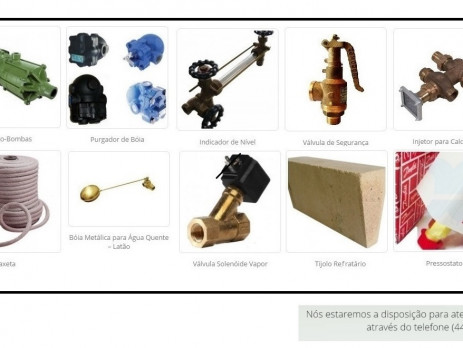 o-Bombas
Purgador de Bóia
Indicador de Nível
Válvula de Segurança
Injetor para Cald
axeta
Bóia Metálica para Água Quente
– Latão
Válvula Solenóide Vapor
Tijolo Refratário
Pressostato
Nós estaremos a disposição para ate
através do telefone (44